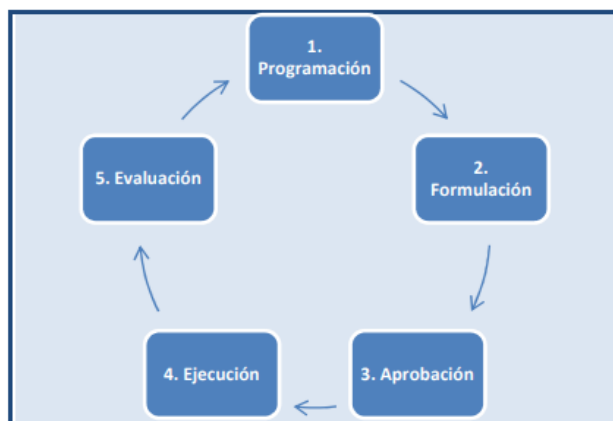 1.
Programación
2.
Formulación
3. Aprobación
4. Ejecución
5. Evaluación